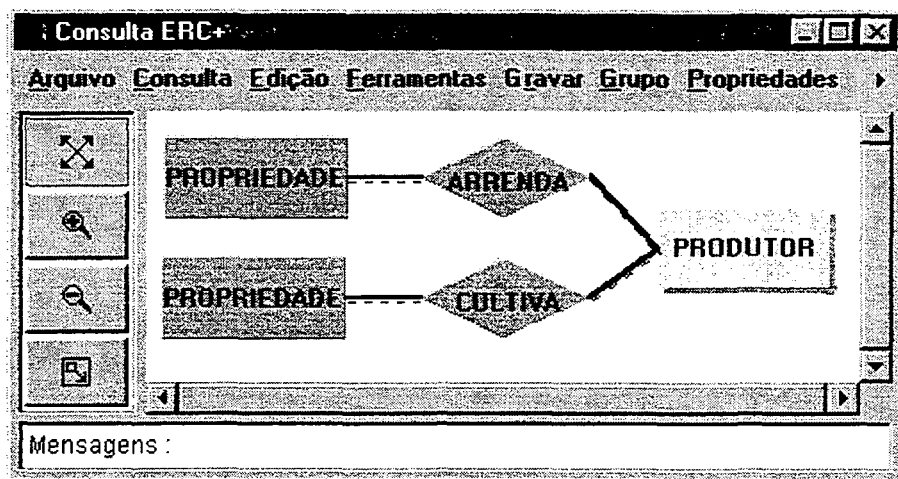 Consulta ERC+
Arquivo Consulta Edição Ferramentas Gravar Grupo Propriedades
PROPRIEDADE ARRENDA
PRODUTOR
PROPRIEDADE CULTIVA
Mensagens :